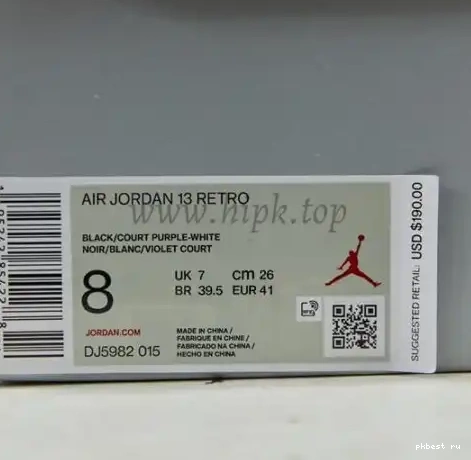 AIR JORDAN 13 RETRO
www.hipk.top
BLACK/COURT PURPLE-WHITE
NOIR/BLANC/VIOLET COURT
8
UK 7 cm 26
BR 39.5 EUR 41
JORDAN.COM
DJ5982 015
MADE IN CHINA /
FABRIQUE EN CHINE /
FABRICADO NA CHINA /
HECHO EN CHINA
SUGGESTED RETAIL: USD $190.00
pkbest.ru